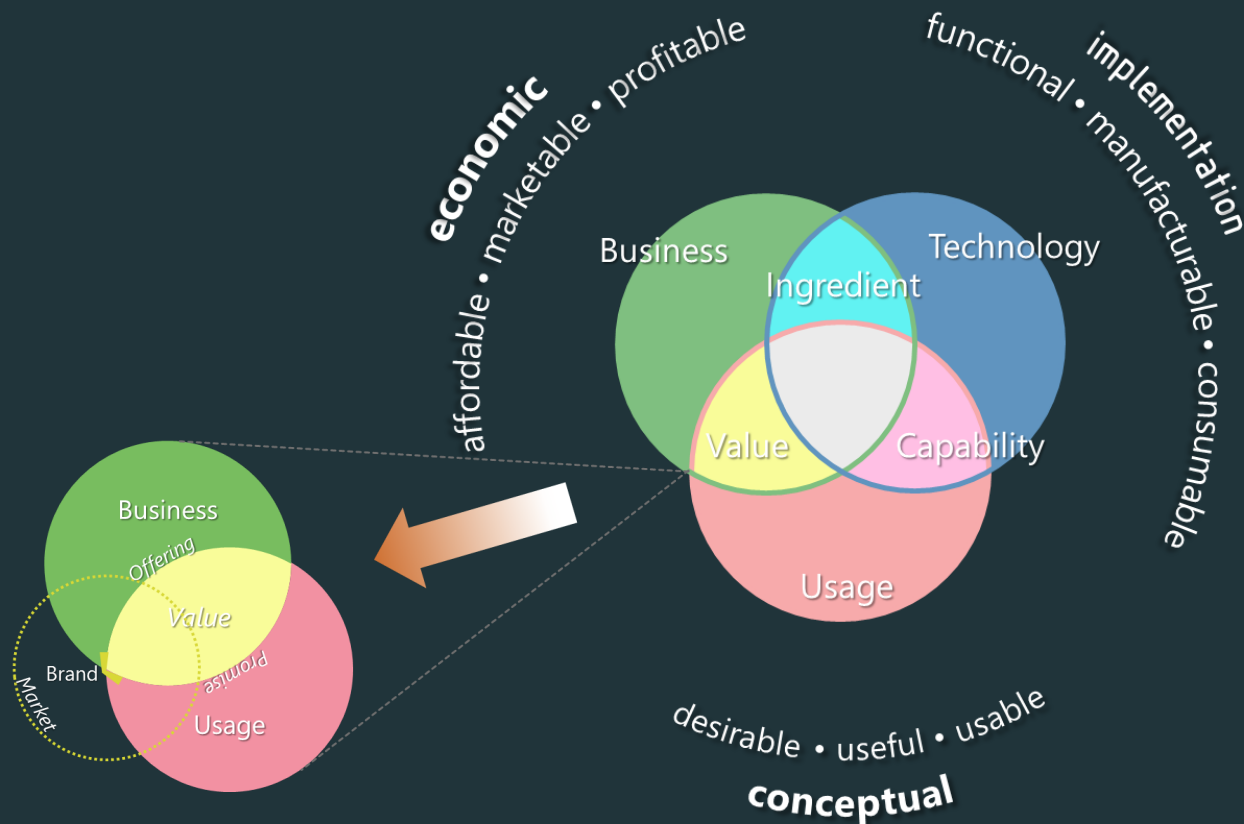 economic
affordable • marketable • profitable
implementation
functional • manufacturable • consumable
Business
Technology
Ingredient
Value
Capability
Usage
Business
Offering
Value
Promise
Brand
Market
Usage
desirable • useful • usable
conceptual